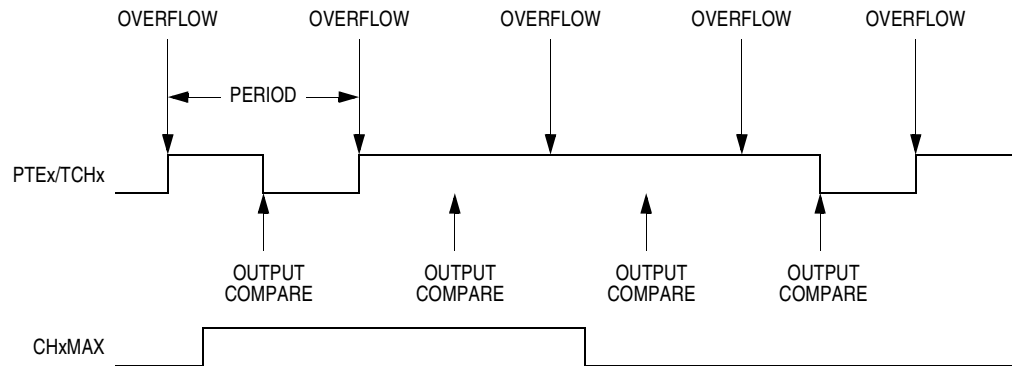 OVERFLOW OVERFLOW OVERFLOW OVERFLOW OVERFLOW
PERIOD
PTEx/TCHx
OUTPUT COMPARE
OUTPUT COMPARE
OUTPUT COMPARE
OUTPUT COMPARE
CHxMAX